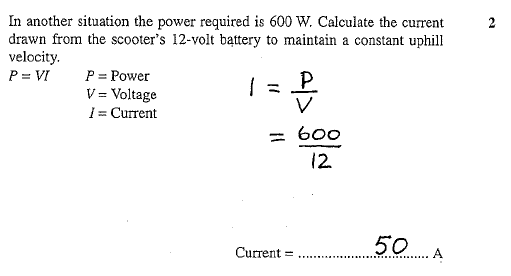 In another situation the power required is 600 W. Calculate the current 2
drawn from the scooter's 12-volt battery to maintain a constant uphill
velocity.
P = VI P = Power
V = Voltage
I = Current
I = P/V
= 600/12
Current = .................50............. A